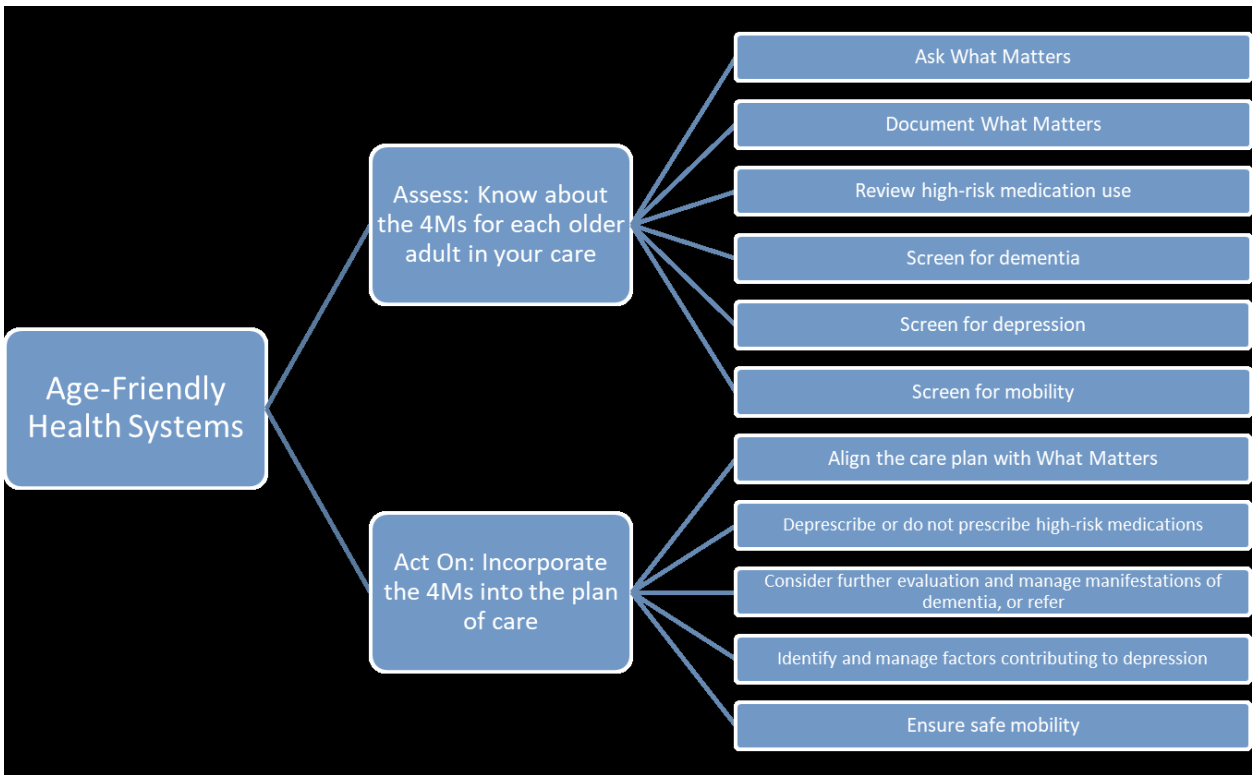 Age-Friendly
Health Systems
Assess: Know about
the 4Ms for each older
adult in your care
Ask What Matters
Document What Matters
Review high-risk medication use
Screen for dementia
Screen for depression
Screen for mobility
Act On: Incorporate
the 4Ms into the plan
of care
Align the care plan with What Matters
Deprescribe or do not prescribe high-risk medications
Consider further evaluation and manage manifestations of
dementia, or refer
Identify and manage factors contributing to depression
Ensure safe mobility